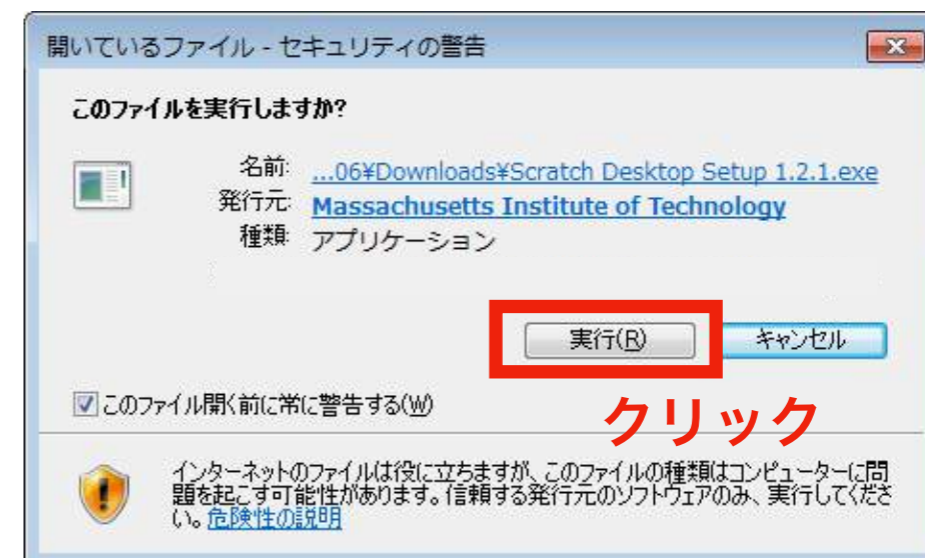 開いているファイル - セキュリティの警告
このファイルを実行しますか?
名前: ...06¥Downloads¥Scratch Desktop Setup 1.2.1.exe
発行元: Massachusetts Institute of Technology
種類: アプリケーション
実行(R) キャンセル
このファイル開く前に常に警告する(W)
クリック
インターネットのファイルは役に立ちますが、このファイルの種類はコンピューターに問
題を起こす可能性があります。信頼する発行元のソフトウェアのみ、実行してくださ
い。危険性の説明